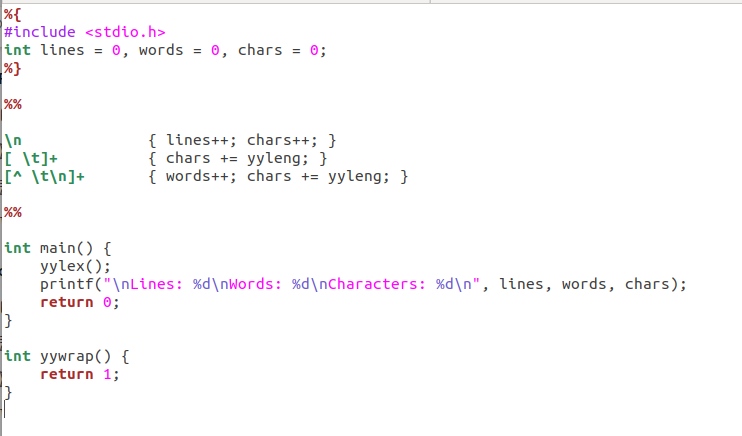 %{
#include <stdio.h>
int lines = 0, words = 0, chars = 0;
%}

%%

\n              { lines++; chars++; }
[ \t]+          { chars += yyleng; }
[^ \t\n]+       { words++; chars += yyleng; }

%%

int main() {
    yylex();
    printf("\nLines: %d\nWords: %d\nCharacters: %d\n", lines, words, chars);
    return 0;
}

int yywrap() {
    return 1;
}